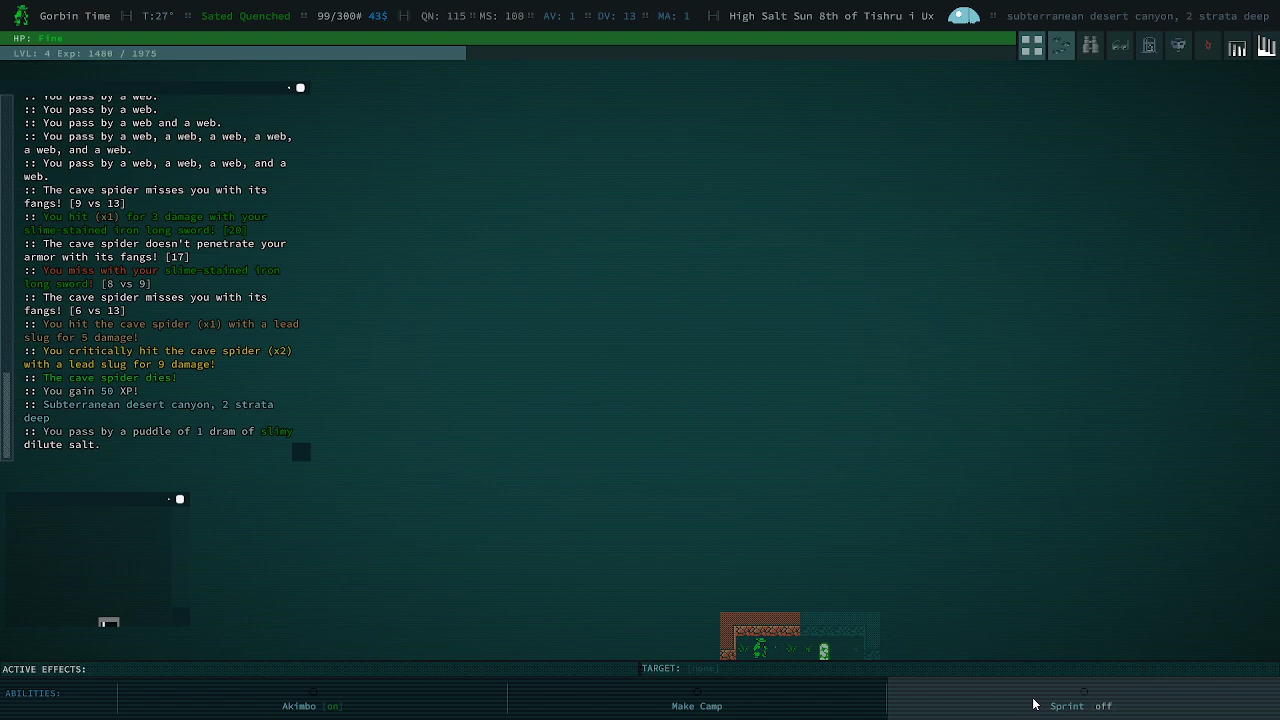 Gorbin Time T:27° Sated Quenched 99/300# 43$ QN: 115 MS: 100 AV: 1 DV: 13 MA: 1 High Salt Sun 8th of Tishru i Ux subterranean desert canyon, 2 strata deep
HP: Fine
LVL: 4 Exp: 1480 / 1975
:: You pass by a web.
:: You pass by a web.
:: You pass by a web and a web.
:: You pass by a web, a web, a web, a web,
a web, and a web.
:: You pass by a web, a web, a web, and a
web.
:: The cave spider misses you with its
fangs! [9 vs 13]
:: You hit (x1) for 3 damage with your
slime-stained iron long sword! [20]
:: The cave spider doesn't penetrate your
armor with its fangs! [17]
:: You miss with your slime-stained iron
long sword! [8 vs 9]
:: The cave spider misses you with its
fangs! [6 vs 13]
:: You hit the cave spider (x1) with a lead
slug for 5 damage!
:: You critically hit the cave spider (x2)
with a lead slug for 9 damage!
:: The cave spider dies!
:: You gain 50 XP!
:: Subterranean desert canyon, 2 strata
deep
:: You pass by a puddle of 1 dram of slimy
dilute salt.
ACTIVE EFFECTS: TARGET: [none]
ABILITIES: Akimbo [on] Make Camp Sprint off